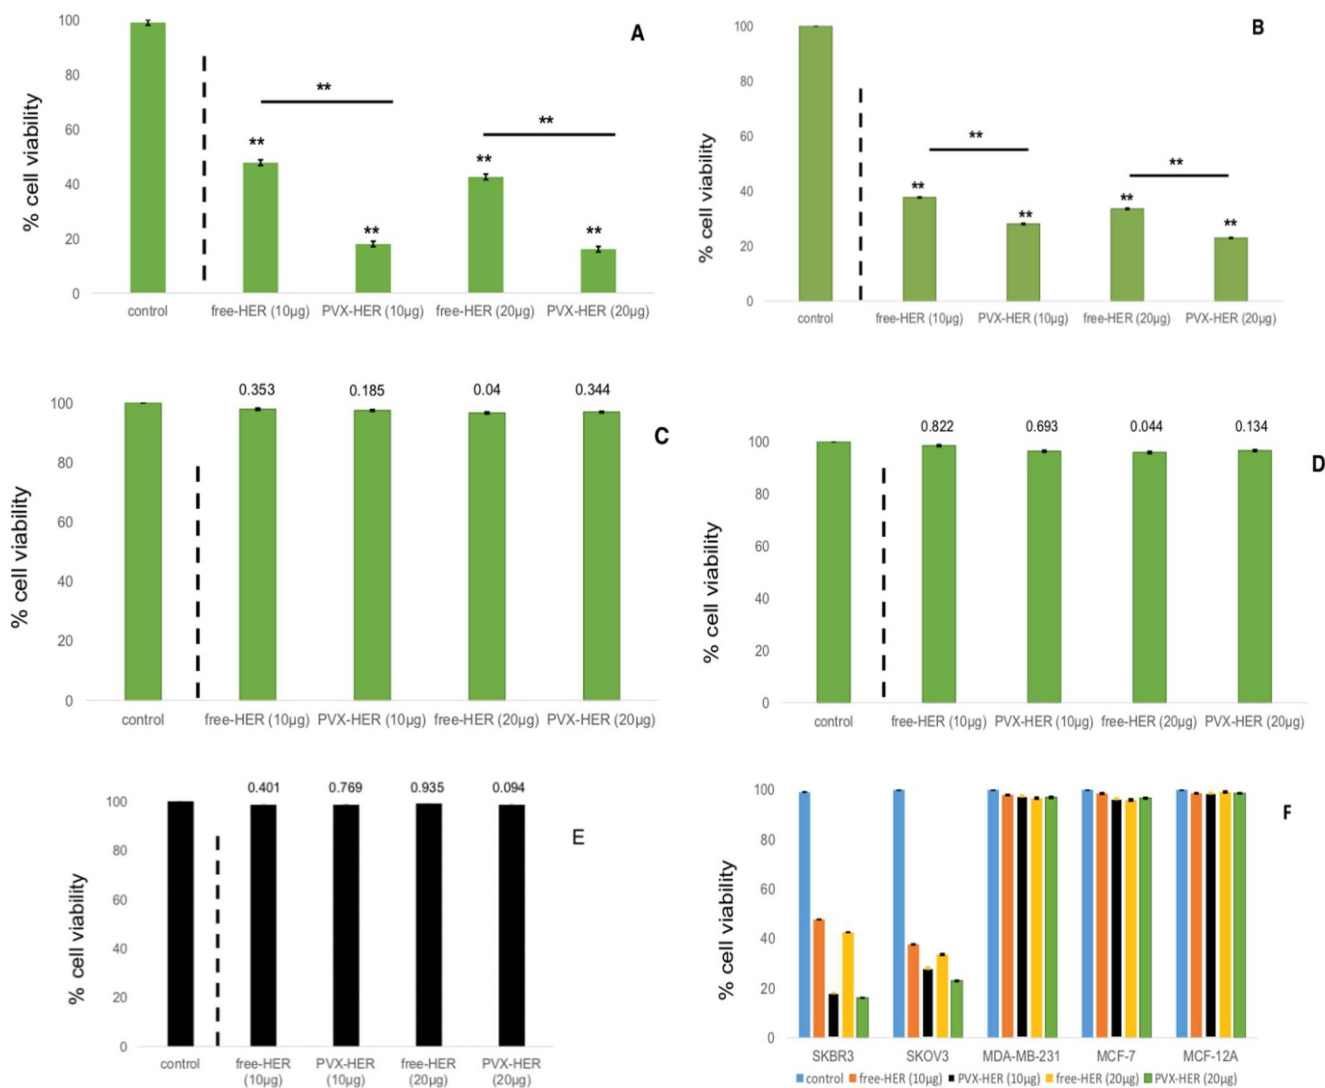 A
% cell viability
100
80
60
40
20
0
**
**
**
**
**
**
control
free-HER (10µg)
PVX-HER (10µg)
free-HER (20µg)
PVX-HER (20µg)
B
% cell viability
100
80
60
40
20
0
**
**
**
**
**
**
control
free-HER (10µg)
PVX-HER (10µg)
free-HER (20µg)
PVX-HER (20µg)
C
% cell viability
100
80
60
40
20
0
0.353
0.185
0.04
0.344
control
free-HER (10µg)
PVX-HER (10µg)
free-HER (20µg)
PVX-HER (20µg)
D
% cell viability
100
80
60
40
20
0
0.822
0.693
0.044
0.134
control
free-HER (10µg)
PVX-HER (10µg)
free-HER (20µg)
PVX-HER (20µg)
E
% cell viability
100
80
60
40
20
0
0.401
0.769
0.935
0.094
control
free-HER
(10µg)
PVX-HER
(10µg)
free-HER
(20µg)
PVX-HER
(20µg)
F
% cell viability
100
80
60
40
20
0
SKBR3
SKOV3
MDA-MB-231
MCF-7
MCF-12A
control
free-HER (10µg)
PVX-HER (10µg)
free-HER (20µg)
PVX-HER (20µg)